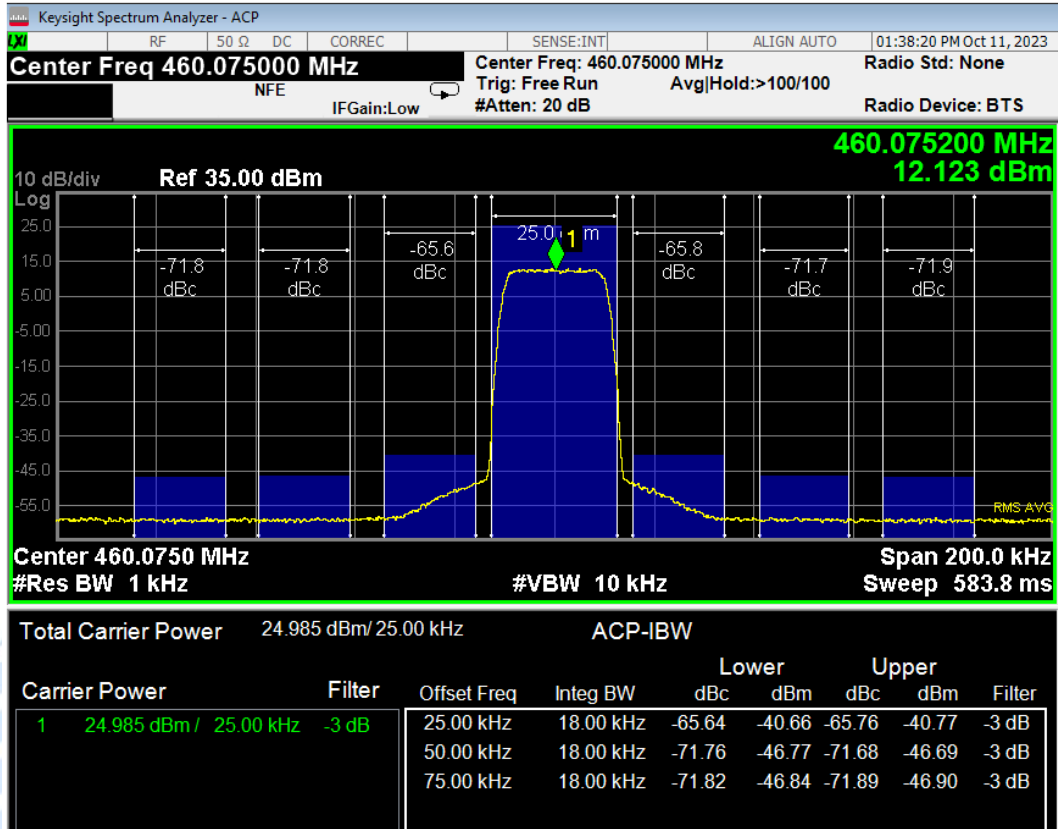 Keysight Spectrum Analyzer - ACP
LXI RF 50 Ω DC CORREC SENSE:INT ALIGN AUTO 01:38:20 PM Oct 11, 2023
Center Freq 460.075000 MHz Center Freq: 460.075000 MHz Radio Std: None
NFE Trig: Free Run Avg|Hold:>100/100
IFGain:Low #Atten: 20 dB Radio Device: BTS
460.075200 MHz
12.123 dBm
10 dB/div Ref 35.00 dBm
Log
25.0
15.0
5.00
-5.00
-15.0
-25.0
-35.0
-45.0
-55.0
-71.8 dBc
-71.8 dBc
-65.6 dBc
25.0 1 m
-65.8 dBc
-71.7 dBc
-71.9 dBc
RMS AVG
Center 460.0750 MHz Span 200.0 kHz
#Res BW 1 kHz #VBW 10 kHz Sweep 583.8 ms
Total Carrier Power 24.985 dBm/ 25.00 kHz ACP-IBW
Lower Upper
Carrier Power Filter Offset Freq Integ BW dBc dBm dBc dBm Filter
1 24.985 dBm / 25.00 kHz -3 dB 25.00 kHz 18.00 kHz -65.64 -40.66 -65.76 -40.77 -3 dB
50.00 kHz 18.00 kHz -71.76 -46.77 -71.68 -46.69 -3 dB
75.00 kHz 18.00 kHz -71.82 -46.84 -71.89 -46.90 -3 dB